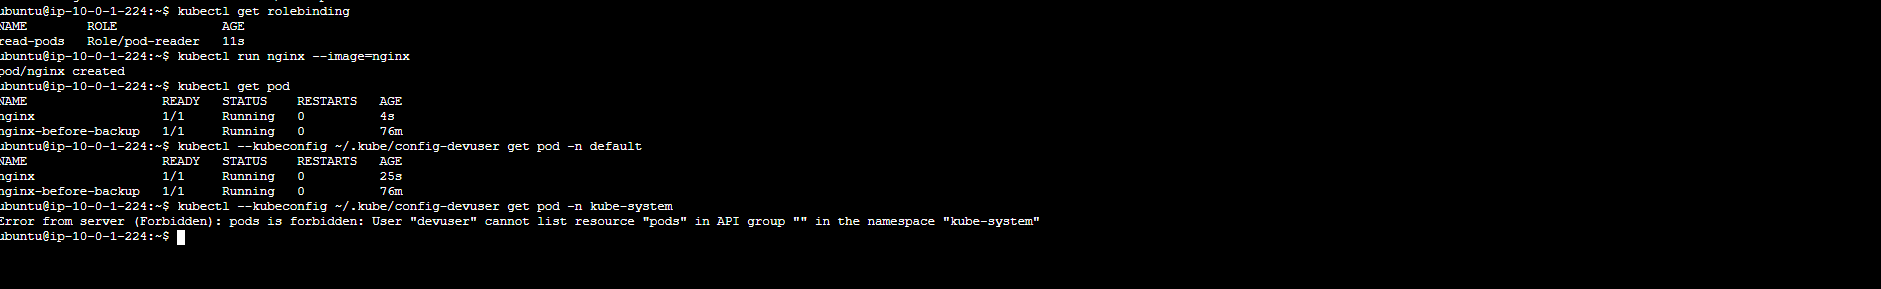 ubuntu@ip-10-0-1-224:~$ kubectl get rolebinding
NAME        ROLE              AGE
read-pods   Role/pod-reader   11s
ubuntu@ip-10-0-1-224:~$ kubectl run nginx --image=nginx
pod/nginx created
ubuntu@ip-10-0-1-224:~$ kubectl get pod
NAME                  READY   STATUS    RESTARTS   AGE
nginx                 1/1     Running   0          4s
nginx-before-backup   1/1     Running   0          76m
ubuntu@ip-10-0-1-224:~$ kubectl --kubeconfig ~/.kube/config-devuser get pod -n default
NAME                  READY   STATUS    RESTARTS   AGE
nginx                 1/1     Running   0          25s
nginx-before-backup   1/1     Running   0          76m
ubuntu@ip-10-0-1-224:~$ kubectl --kubeconfig ~/.kube/config-devuser get pod -n kube-system
Error from server (Forbidden): pods is forbidden: User "devuser" cannot list resource "pods" in API group "" in the namespace "kube-system"
ubuntu@ip-10-0-1-224:~$